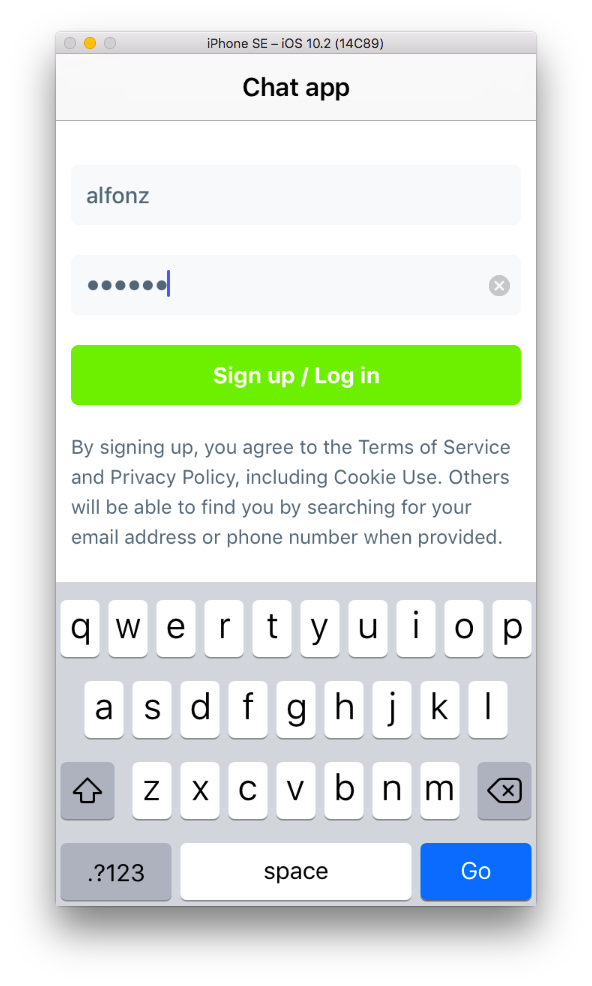 iPhone SE – iOS 10.2 (14C89)
Chat app
alfonz
••••••
Sign up / Log in
By signing up, you agree to the Terms of Service
and Privacy Policy, including Cookie Use. Others
will be able to find you by searching for your
email address or phone number when provided.
q w e r t y u i o p
a s d f g h j k l
z x c v b n m
.?123 space Go